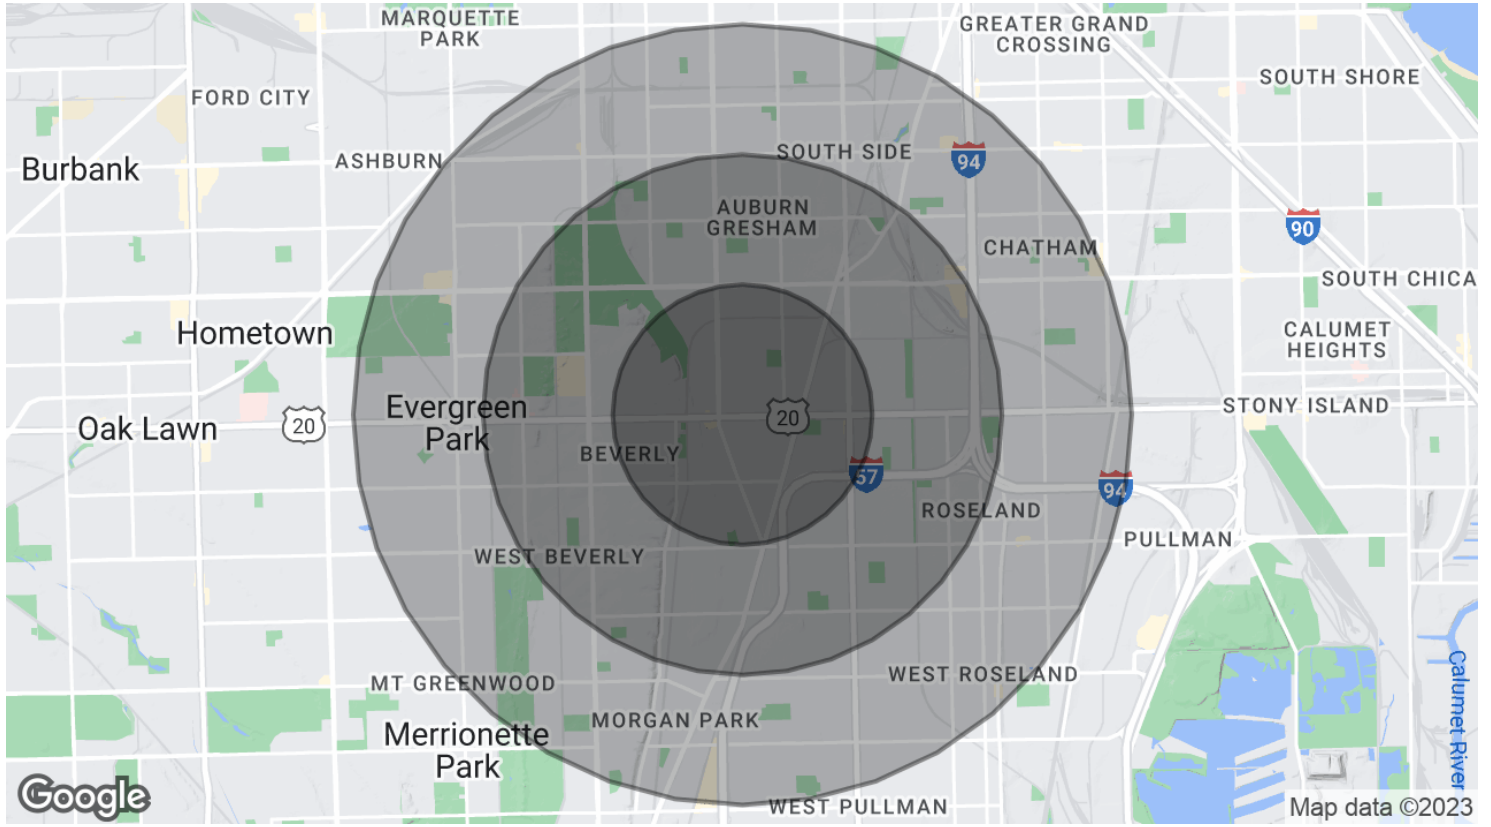 MARQUETTE
PARK
GREATER GRAND
CROSSING
SOUTH SHORE
FORD CITY
ASHBURN
SOUTH SIDE
94
Burbank
AUBURN
GRESHAM
90
CHATHAM
SOUTH CHICA
Hometown
CALUMET
HEIGHTS
Evergreen
Park
STONY ISLAND
20
20
Oak Lawn
BEVERLY
57
94
ROSELAND
PULLMAN
WEST BEVERLY
WEST ROSELAND
MT GREENWOOD
Calumet River
MORGAN PARK
Merrionette
Park
Google
WEST PULLMAN
Map data ©2023